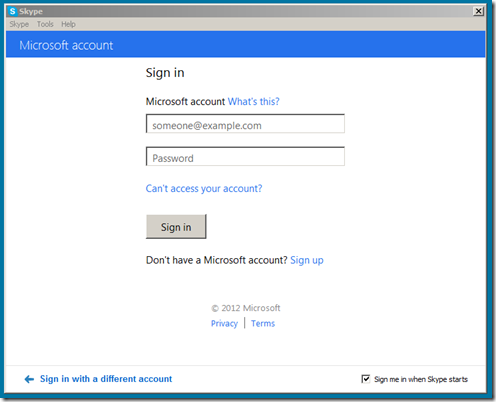 Skype
Skype Tools Help
Microsoft account
Sign in
Microsoft account What's this?
someone@example.com
Password
Can't access your account?
Sign in
Don't have a Microsoft account? Sign up
© 2012 Microsoft
Privacy | Terms
Sign in with a different account
Sign me in when Skype starts